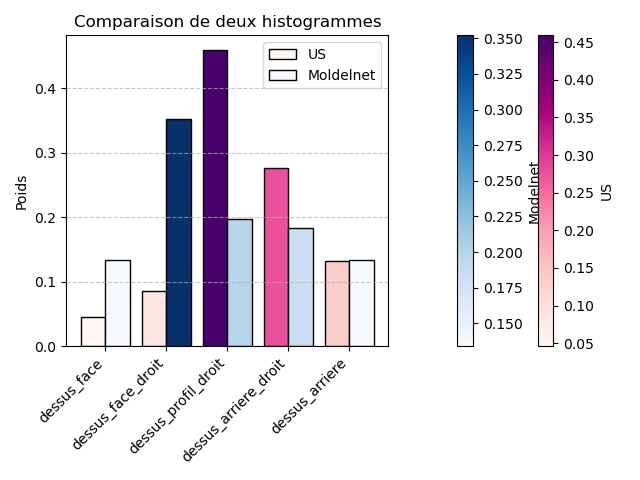 Comparaison de deux histogrammes
US
Moldelnet
Poids
0.4
0.3
0.2
0.1
0.0
dessus_face
dessus_face_droit
dessus_profil_droit
dessus_arriere_droit
dessus_arriere
0.350
0.325
0.300
0.275
0.250
0.225
0.200
0.175
0.150
Modelnet
0.45
0.40
0.35
0.30
0.25
0.20
0.15
0.10
0.05
US